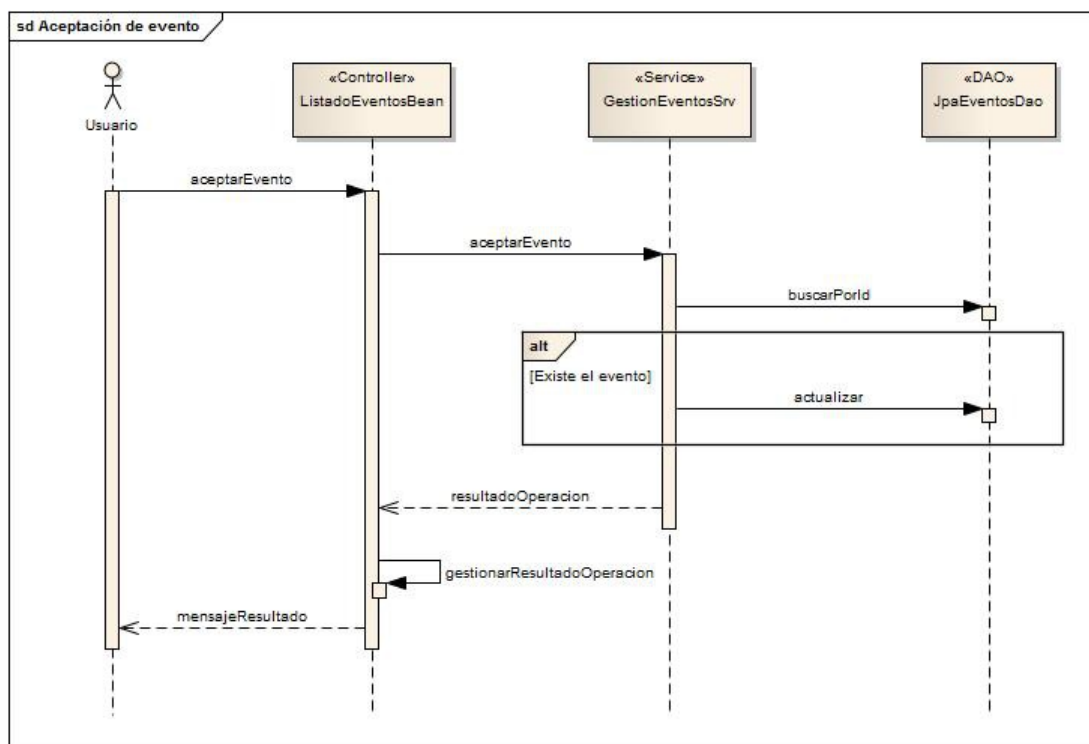 sd Aceptación de evento
Usuario
«Controller»
ListadoEventosBean
«Service»
GestionEventosSrv
«DAO»
JpaEventosDao
aceptarEvento
aceptarEvento
buscarPorId
alt
[Existe el evento]
actualizar
resultadoOperacion
gestionarResultadoOperacion
mensajeResultado